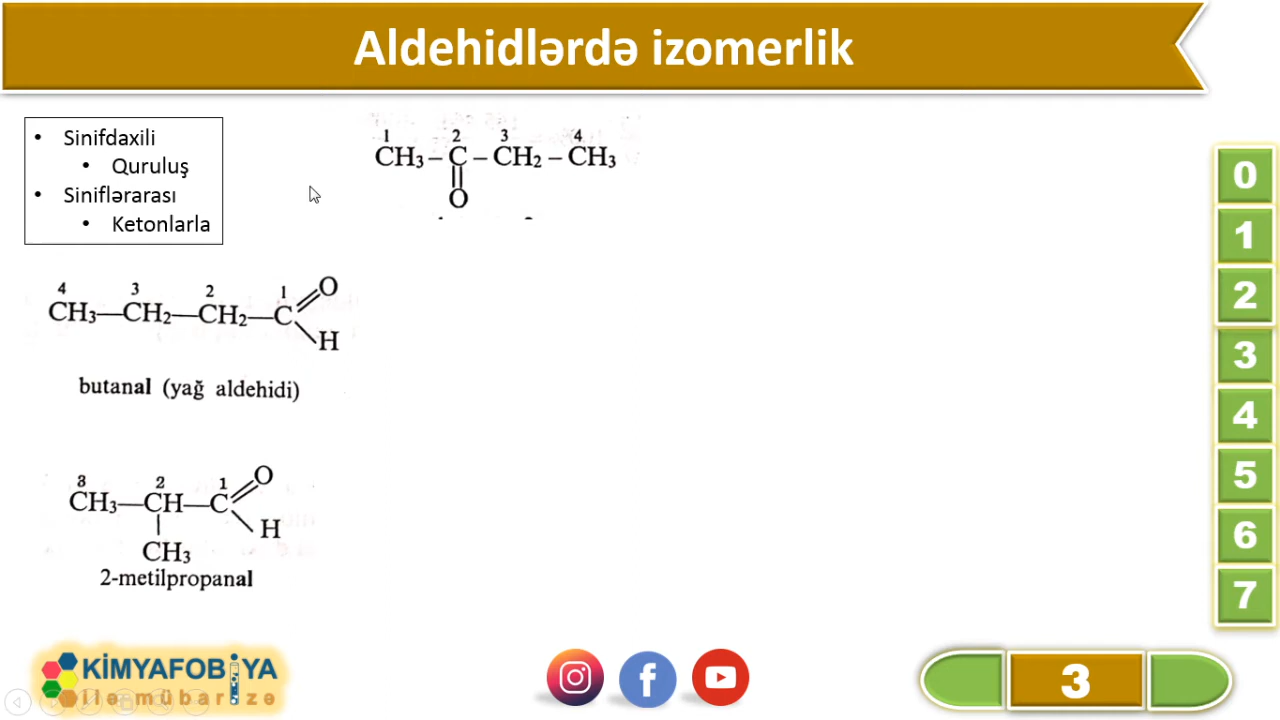 Aldehidlərdə izomerlik
• Sinifdaxili
• Quruluş
• Siniflərarası
• Ketonlarla
1 2 3 4
CH₃–C–CH₂–CH₃
O
4 3 2 1 O
CH₃—CH₂—CH₂—C
H
butanal (yağ aldehidi)
3 2 1 O
CH₃—CH—C
H
CH₃
2-metilpropanal
0
1
2
3
4
5
6
7
KİMYAFOBİYA
ilə mübarizə
3